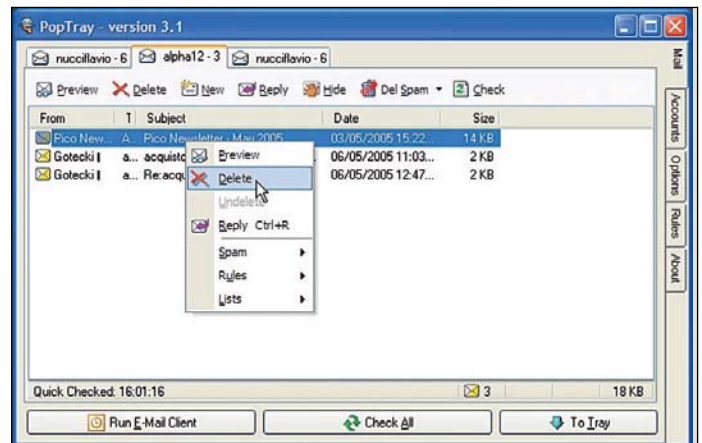 PopTray - version 3.1
nuccilflavio - 6 alpha12 - 3 nuccilflavio - 6
Preview Delete New Reply Hide Del Spam Check
From T Subject Date Size
Pico New... A... Pico Newsletter - May 2005 03/05/2005 15:22... 14 KB
Gotecki a... acquisto 06/05/2005 11:03... 2 KB
Gotecki a... Re:acqu 06/05/2005 12:47... 2 KB
Preview
Delete
Undelete
Reply Ctrl+R
Spam
Rules
Lists
Quick Checked: 16:01:16 3 18 KB
Run E-Mail Client Check All To Tray
Mail
Accounts
Options
Rules
About